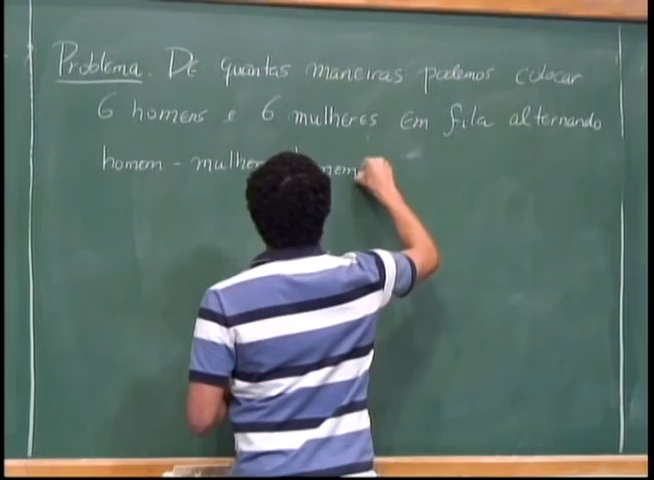 Problema. De quantas maneiras podemos colocar
6 homens e 6 mulheres em fila alternando
homem - mulher